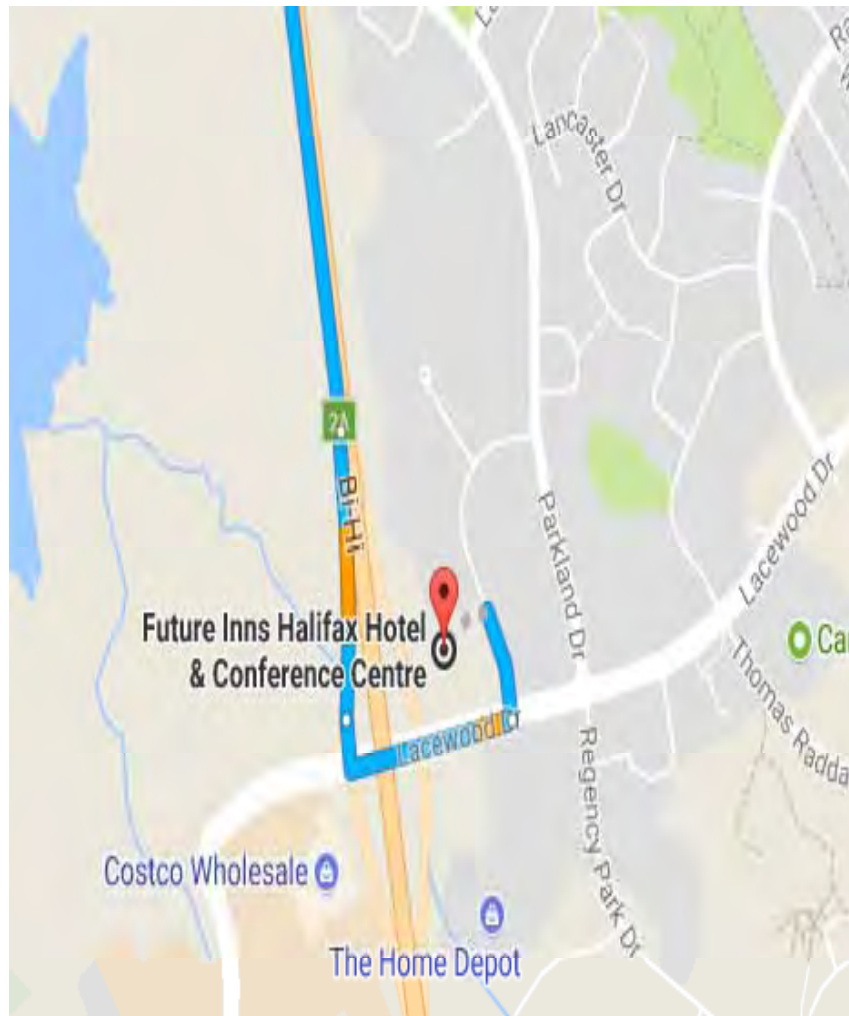 Lancaster Dr
2A
Bi-Hi
Parkland Dr
Lacewood Dr
Future Inns Halifax Hotel
& Conference Centre
Lacewood Dr
Thomas Radda
Regency Park Dr
Costco Wholesale
The Home Depot